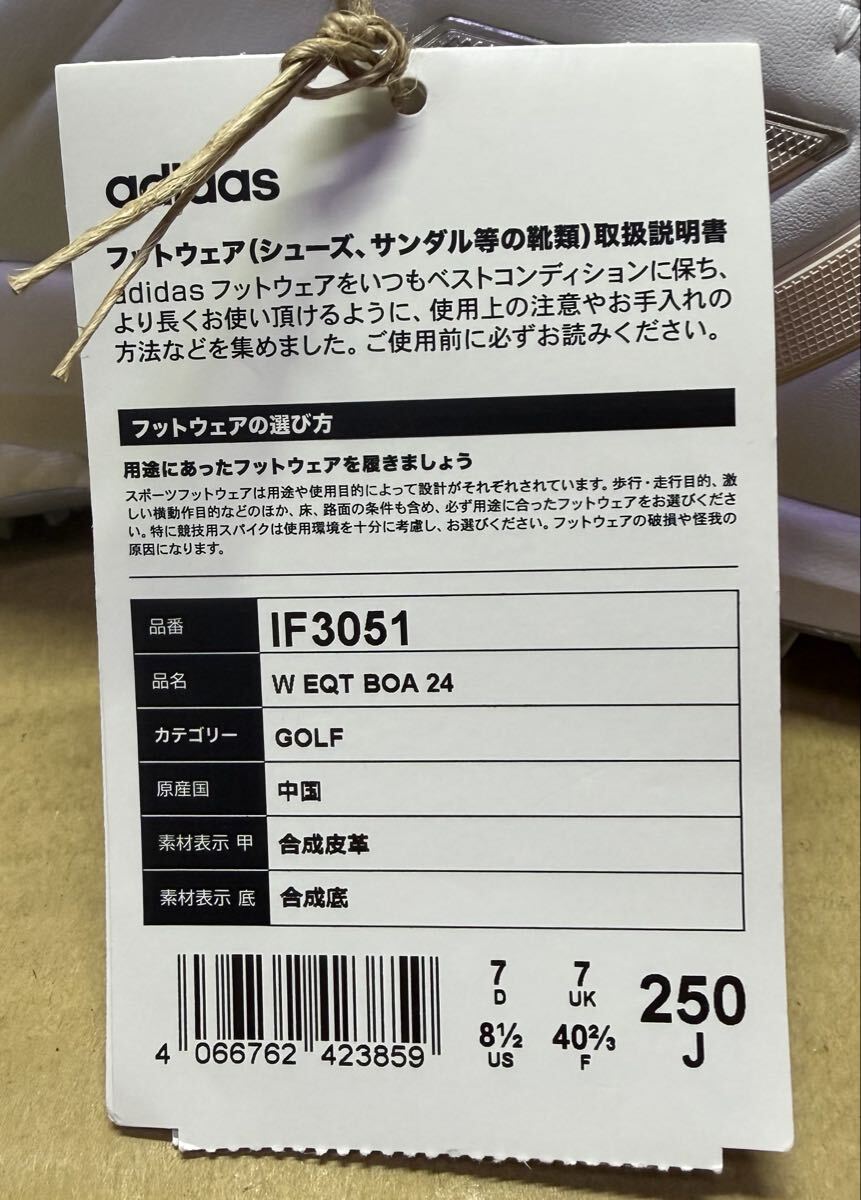 adidas
フットウェア(シューズ、サンダル等の靴類)取扱説明書
adidas フットウェアをいつもベストコンディションに保ち、
より長くお使い頂けるように、使用上の注意やお手入れの
方法などを集めました。ご使用前に必ずお読みください。
フットウェアの選び方
用途にあったフットウェアを履きましょう
スポーツフットウェアは用途や使用目的によって設計がそれぞれされています。歩行・走行目的、激
しい横動作目的などのほか、床、路面の条件も含め、必ず用途に合ったフットウェアをお選びくださ
い。特に競技用スパイクは使用環境を十分に考慮し、お選びください。フットウェアの破損や怪我の
原因になります。
品番 IF3051
品名 W EQT BOA 24
カテゴリー GOLF
原産国 中国
素材表示 甲 合成皮革
素材表示 底 合成底
4 066762 423859
7 D
7 UK
8½ US
40⅔ F
250 J